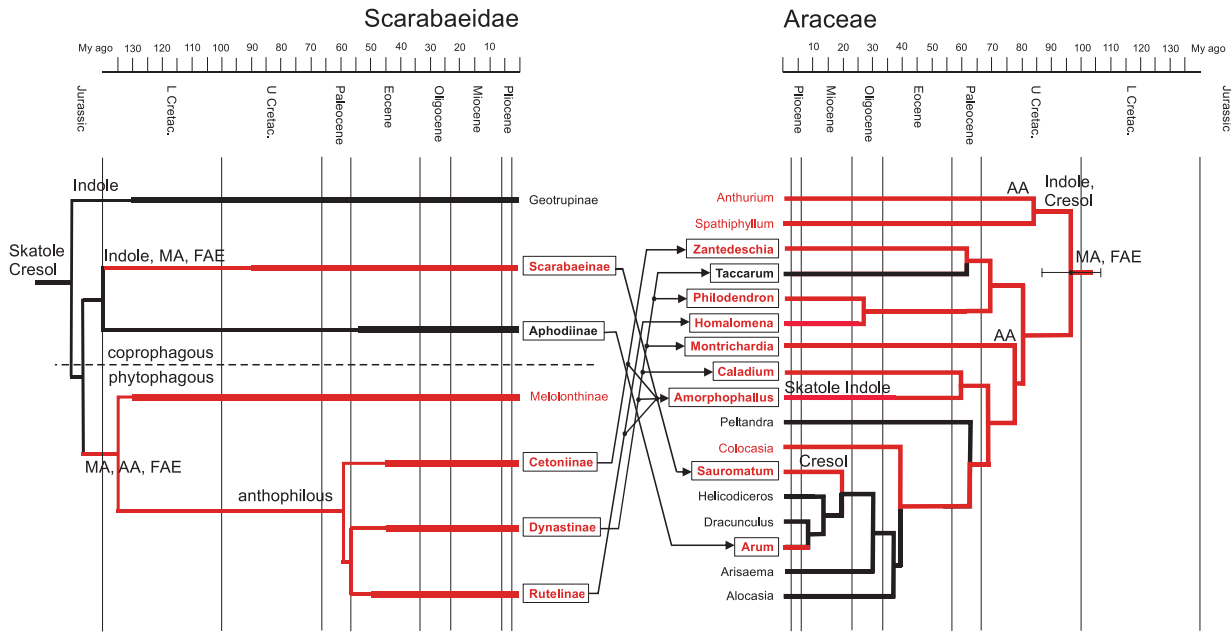 Scarabaeidae
Araceae
My ago 130 120 110 100 90 80 70 60 50 40 30 20 10
10 20 30 40 50 60 70 80 90 100 110 120 130 My ago
Jurassic
L Cretac.
U Cretac.
Paleocene
Eocene
Oligocene
Miocene
Pliocene
Pliocene
Miocene
Oligocene
Eocene
Paleocene
U Cretac.
L Cretac.
Jurassic
Indole
Geotrupinae
Skatole
Cresol
Indole, MA, FAE
Scarabaeinae
Aphodiinae
coprophagous
phytophagous
Melolonthinae
MA, AA, FAE
Cetoniinae
anthophilous
Dynastinae
Rutelinae
Anthurium
AA
Indole,
Cresol
Spathiphyllum
Zantedeschia
MA, FAE
Taccarum
Philodendron
Homalomena
AA
Montrichardia
Caladium
Skatole Indole
Amorphophallus
Peltandra
Colocasia
Cresol
Sauromatum
Helicodiceros
Dracunculus
Arum
Arisaema
Alocasia